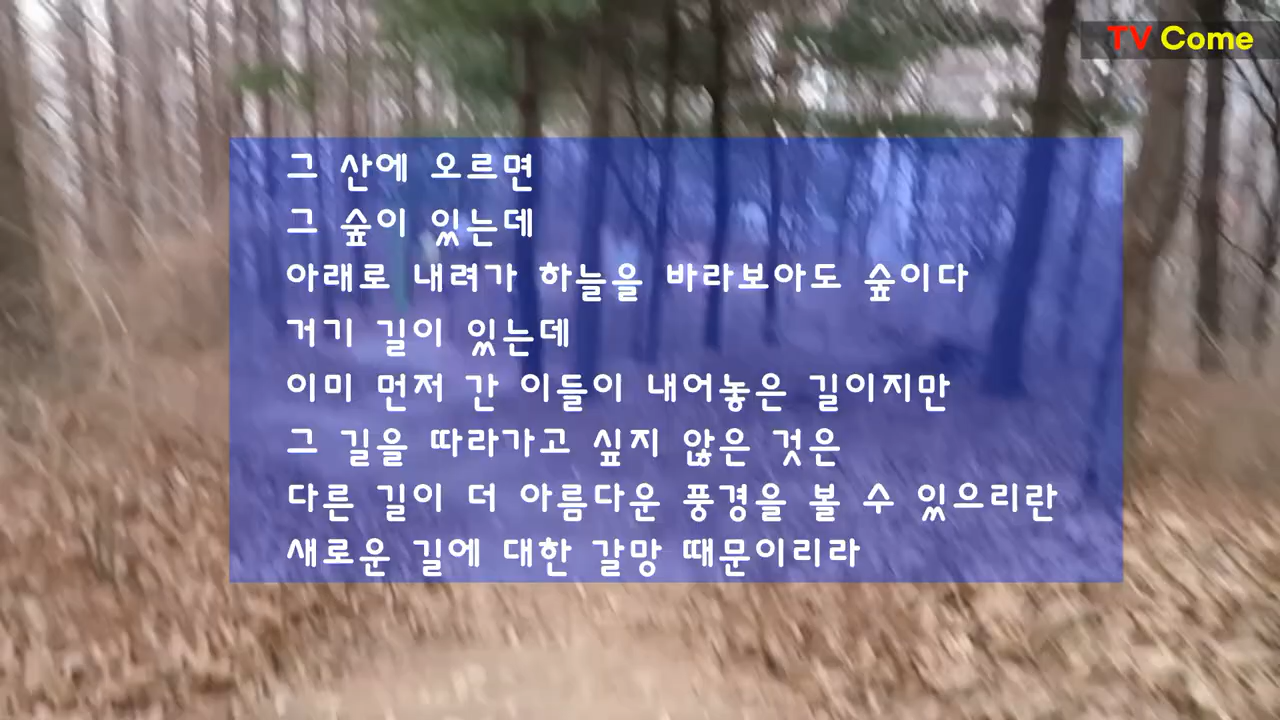 TV Come
그 산에 오르면
그 숲이 있는데
아래로 내려가 하늘을 바라보아도 숲이다
거기 길이 있는데
이미 먼저 간 이들이 내어놓은 길이지만
그 길을 따라가고 싶지 않은 것은
다른 길이 더 아름다운 풍경을 볼 수 있으리란
새로운 길에 대한 갈망 때문이리라